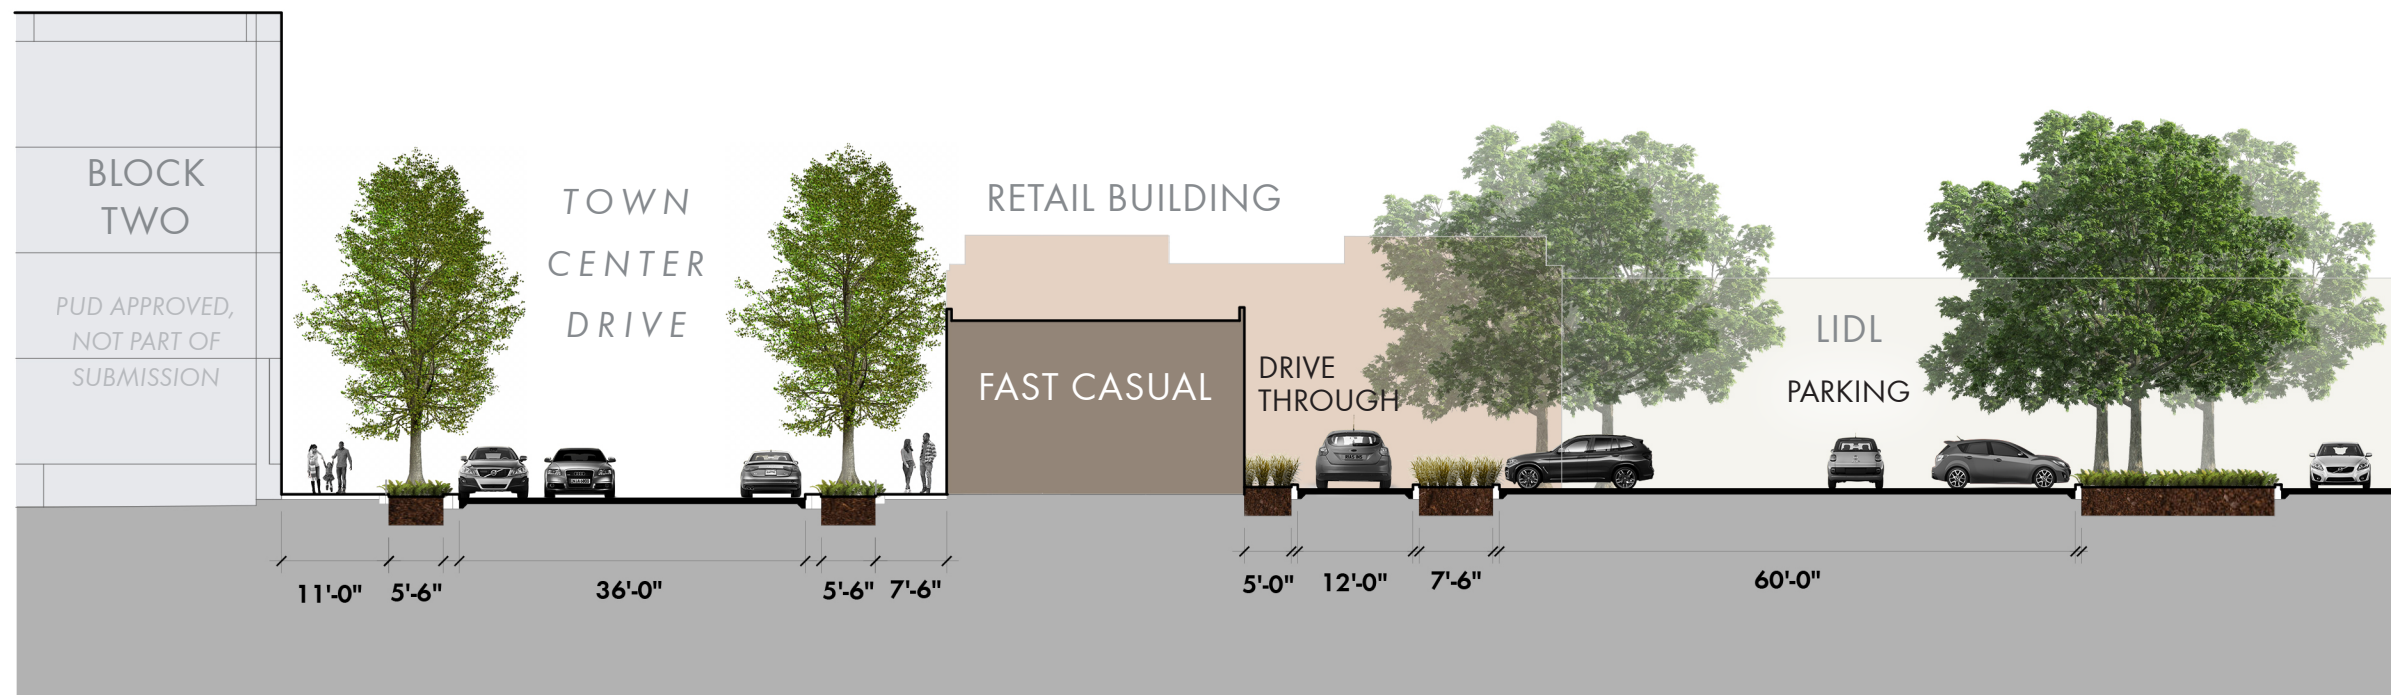 BLOCK
TWO
PUD APPROVED,
NOT PART OF
SUBMISSION
TOWN
CENTER
DRIVE
RETAIL BUILDING
FAST CASUAL
DRIVE
THROUGH
LIDL
PARKING
11'-0"
5'-6"
36'-0"
5'-6"
7'-6"
5'-0"
12'-0"
7'-6"
60'-0"